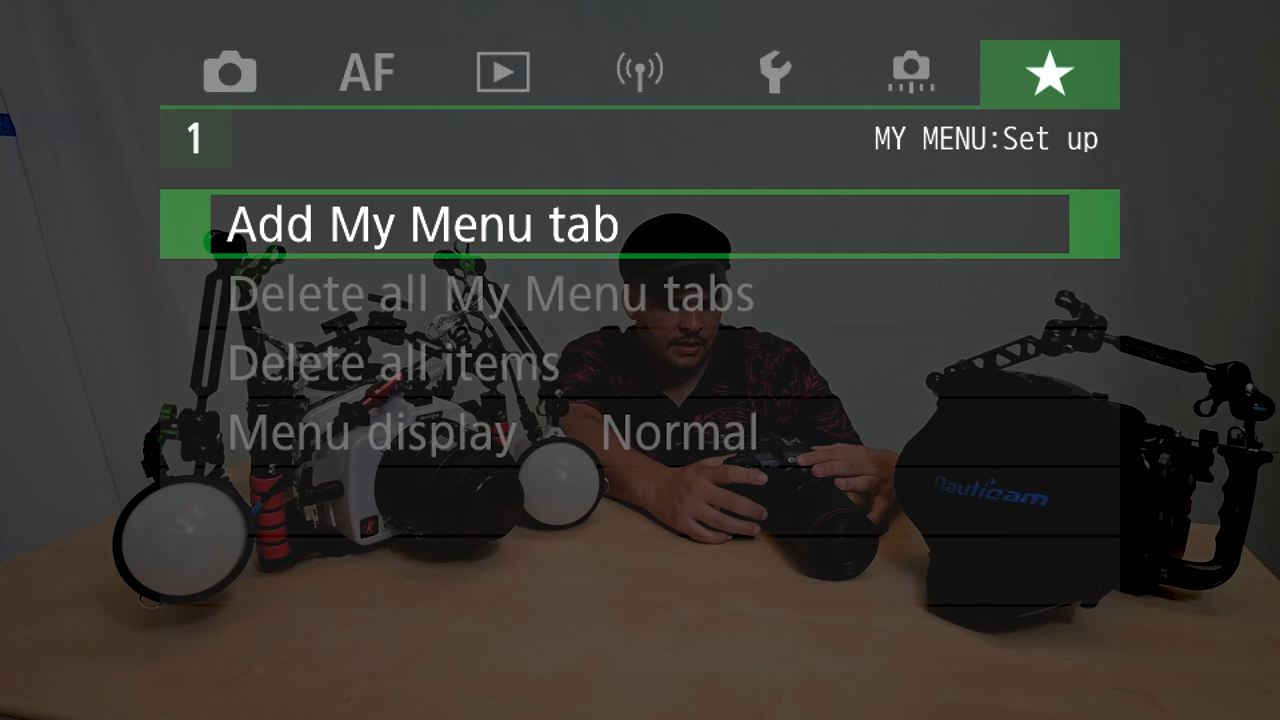 AF
1
MY MENU:Set up
Add My Menu tab
Delete all My Menu tabs
Delete all items
Menu display Normal
Nauticam